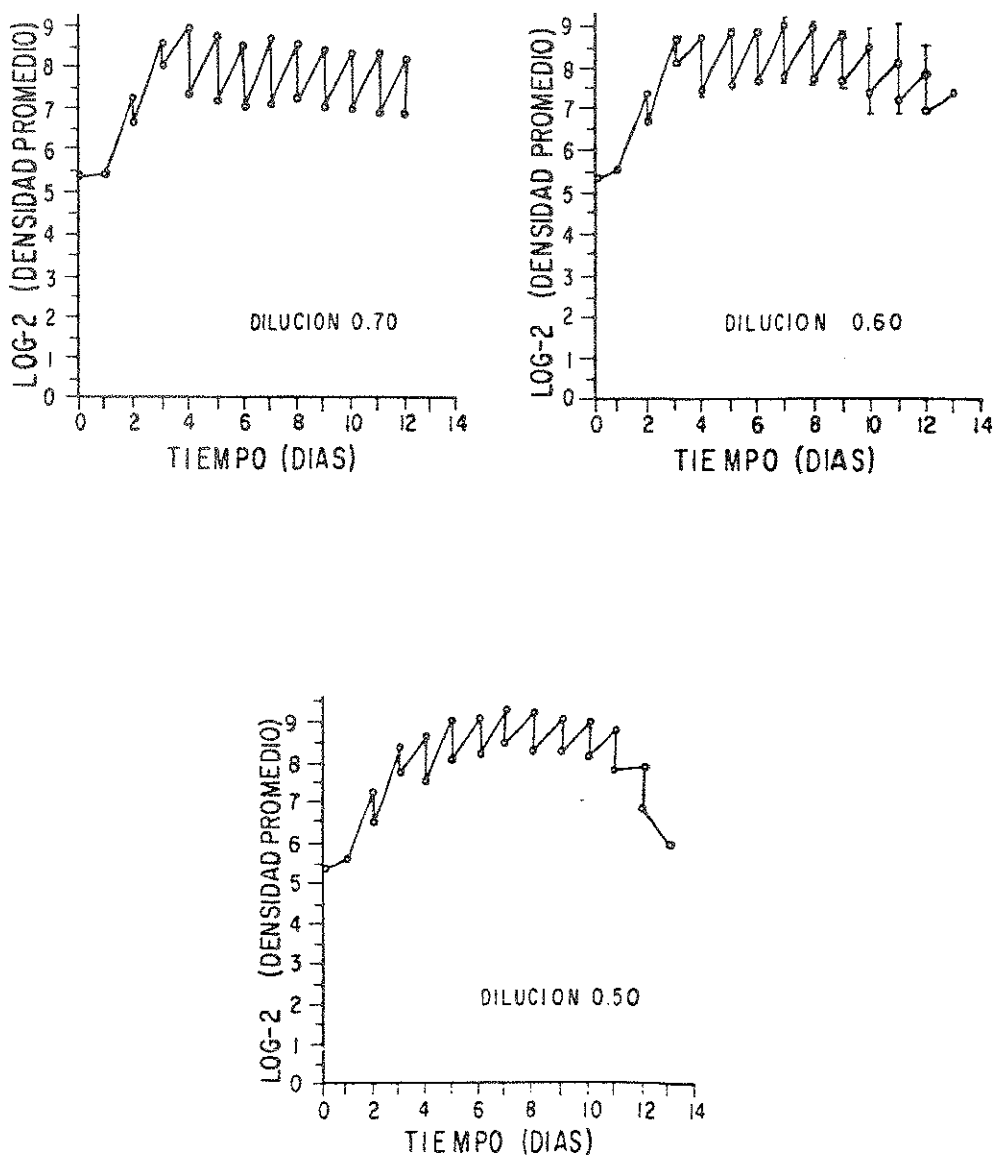 LOG-2 (DENSIDAD PROMEDIO)
9
8
7
6
5
4
3
2
1
0
DILUCION 0.70
0 2 4 6 8 10 12 14
TIEMPO (DIAS)
LOG-2 (DENSIDAD PROMEDIO)
9
8
7
6
5
4
3
2
1
0
DILUCION 0.60
0 2 4 6 8 10 12 14
TIEMPO (DIAS)
LOG-2 (DENSIDAD PROMEDIO)
9
8
7
6
5
4
3
2
1
0
DILUCION 0.50
0 2 4 6 8 10 12 14
TIEMPO (DIAS)